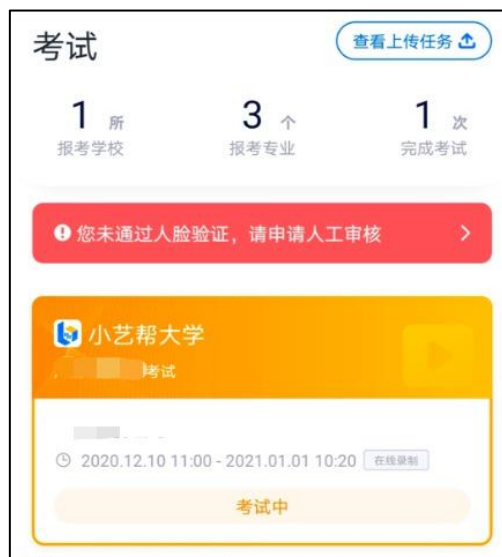 考试
查看上传任务
1 所
3 个
1 次
报考学校
报考专业
完成考试
您未通过人脸验证，请申请人工审核
小艺帮大学
考试
2020.12.10 11:00 - 2021.01.01 10:20 在线录制
考试中